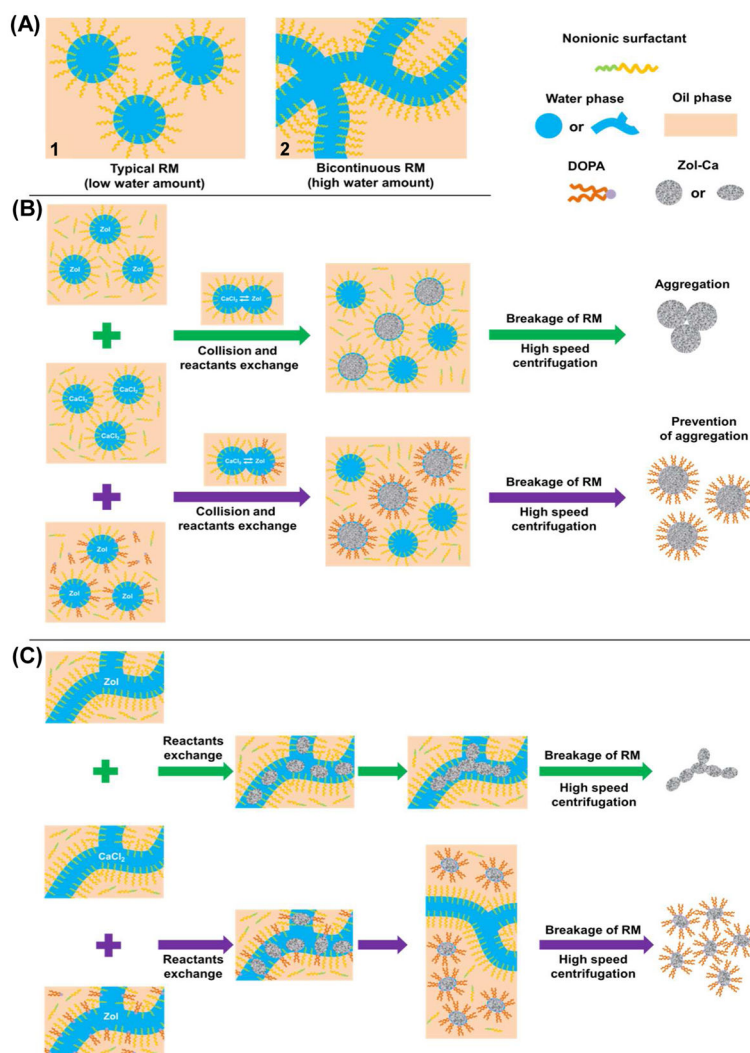 (A)
1
Typical RM
(low water amount)
2
Bicontinuous RM
(high water amount)
Nonionic surfactant
Water phase
or
Oil phase
DOPA
Zol-Ca
or
(B)
Zol
Zol
Zol
CaCl₂ ⇌ Zol
Collision and
reactants exchange
Breakage of RM
High speed
centrifugation
Aggregation
CaCl₂
CaCl₂
CaCl₂
CaCl₂ ⇌ Zol
Collision and
reactants exchange
Breakage of RM
High speed
centrifugation
Prevention
of aggregation
Zol
Zol
Zol
(C)
Zol
Reactants
exchange
Breakage of RM
High speed
centrifugation
CaCl₂
Reactants
exchange
Breakage of RM
High speed
centrifugation
Zol